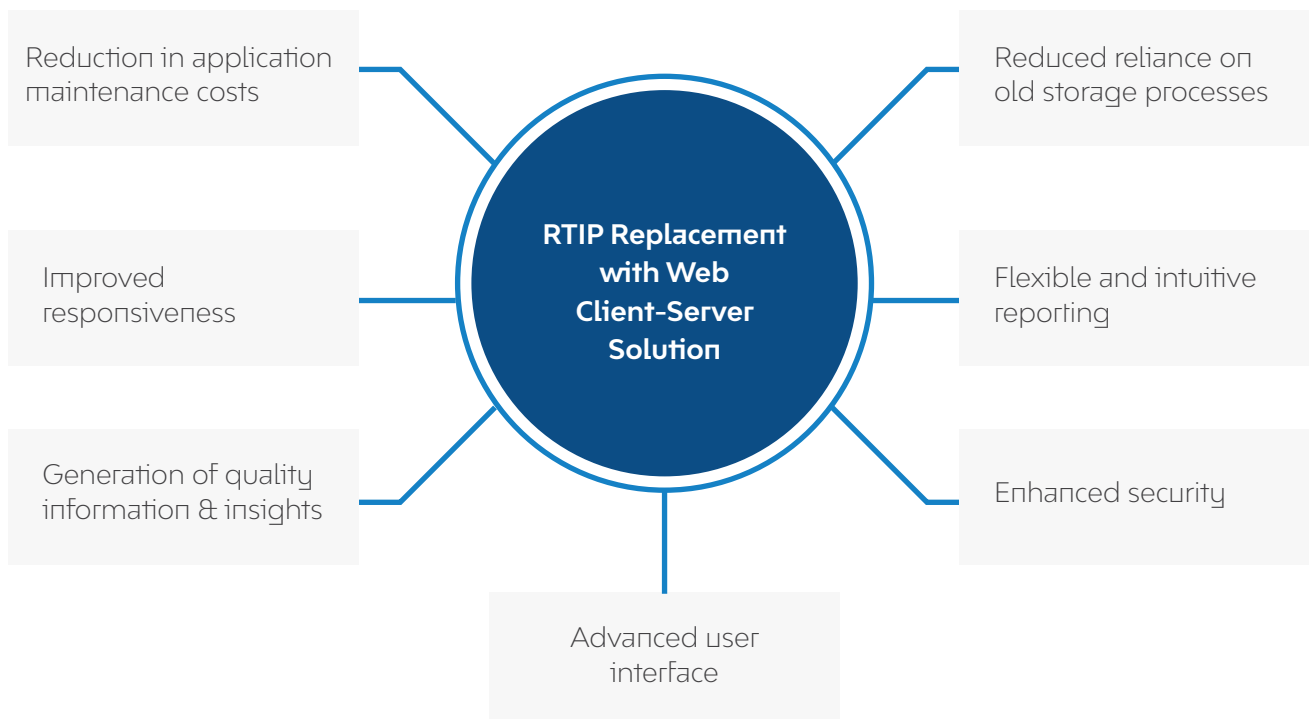 Reduction in application
maintenance costs
Improved
responsiveness
Generation of quality
information & insights
RTIP Replacement
with Web
Client-Server
Solution
Reduced reliance on
old storage processes
Flexible and intuitive
reporting
Enhanced security
Advanced user
interface